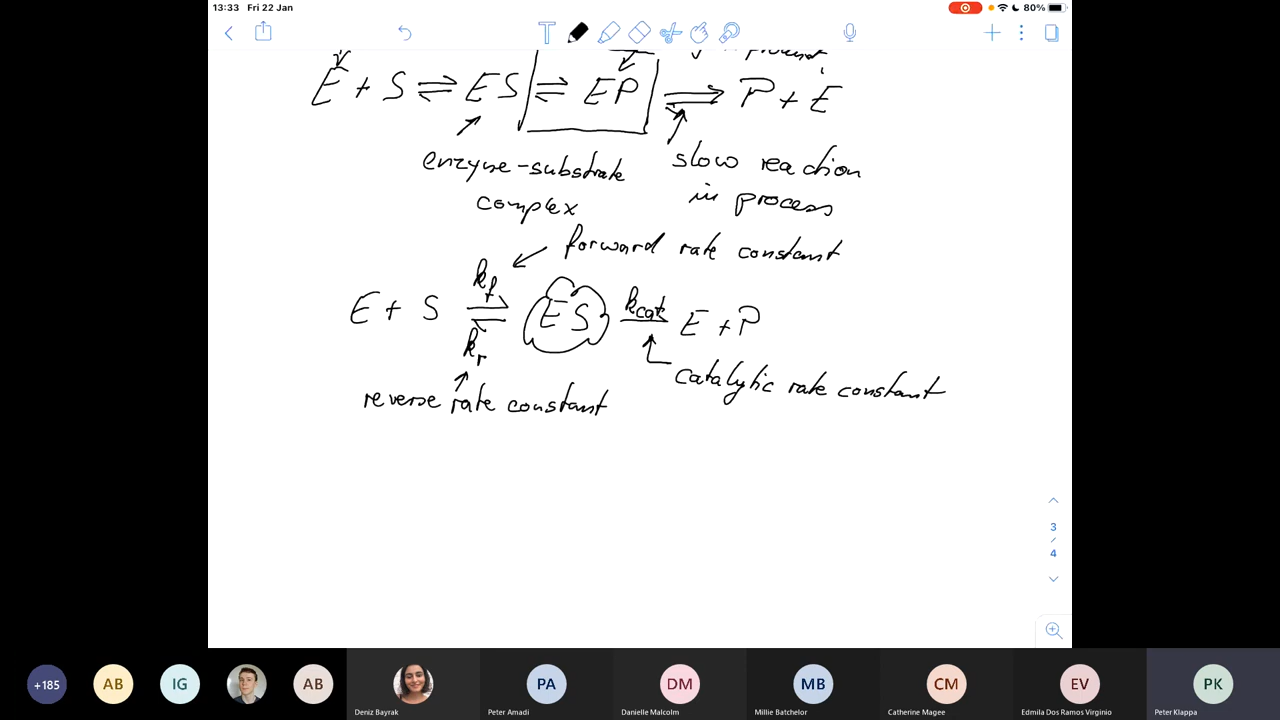 13:33 Fri 22 Jan
80%
E + S ⇌ ES ⇌ EP ⇌ P + E
enzyme-substrate
complex
slow reaction
in process
forward rate constant
kf
E + S ⇌ ES kcat E + P
kr
catalytic rate constant
reverse rate constant
3
/
4
+185
AB
IG
AB
PA
DM
MB
CM
EV
PK
Deniz Bayrak
Peter Amadi
Danielle Malcolm
Millie Batchelor
Catherine Magee
Edmila Dos Ramos Virginio
Peter Klappa